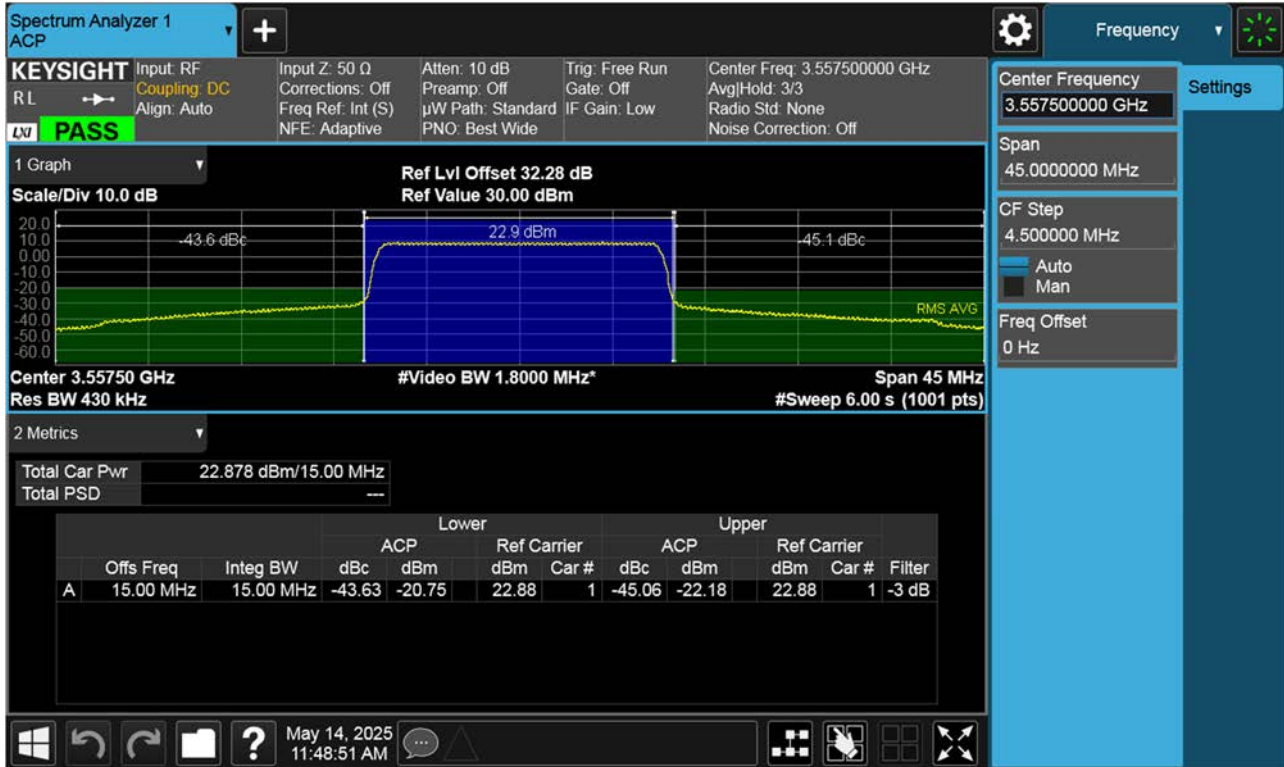 Spectrum Analyzer 1
ACP
+
Frequency
KEYSIGHT
RL
LXI
PASS
Input: RF
Coupling: DC
Align: Auto
Input Z: 50 Ω
Corrections: Off
Freq Ref: Int (S)
NFE: Adaptive
Atten: 10 dB
Preamp: Off
µW Path: Standard
PNO: Best Wide
Trig: Free Run
Gate: Off
IF Gain: Low
Center Freq: 3.557500000 GHz
Avg|Hold: 3/3
Radio Std: None
Noise Correction: Off
Center Frequency
3.557500000 GHz
Settings
Span
45.0000000 MHz
CF Step
4.500000 MHz
Auto
Man
Freq Offset
0 Hz
1 Graph
Scale/Div 10.0 dB
Ref Lvl Offset 32.28 dB
Ref Value 30.00 dBm
20.0
10.0
0.00
-10.0
-20.0
-30.0
-40.0
-50.0
-60.0
-43.6 dBc
22.9 dBm
-45.1 dBc
RMS AVG
Center 3.55750 GHz
#Video BW 1.8000 MHz*
Span 45 MHz
Res BW 430 kHz
#Sweep 6.00 s (1001 pts)
2 Metrics
Total Car Pwr 22.878 dBm/15.00 MHz
Total PSD ---
Lower Upper
ACP Ref Carrier ACP Ref Carrier
Offs Freq Integ BW dBc dBm dBm Car # dBc dBm dBm Car # Filter
A 15.00 MHz 15.00 MHz -43.63 -20.75 22.88 1 -45.06 -22.18 22.88 1 -3 dB
?
May 14, 2025
11:48:51 AM